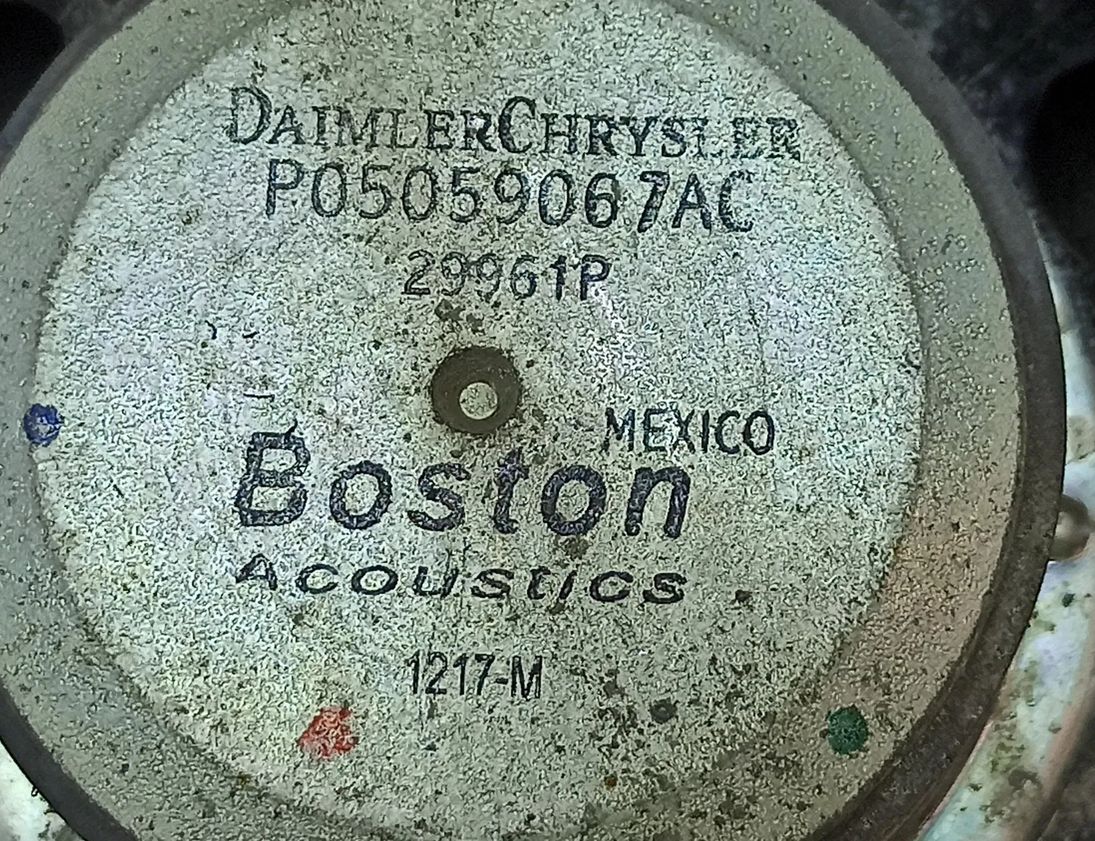 DAIMLERCHRYSLER
P05059067AC
29961P
MEXICO
Boston
Acoustics
1217-M